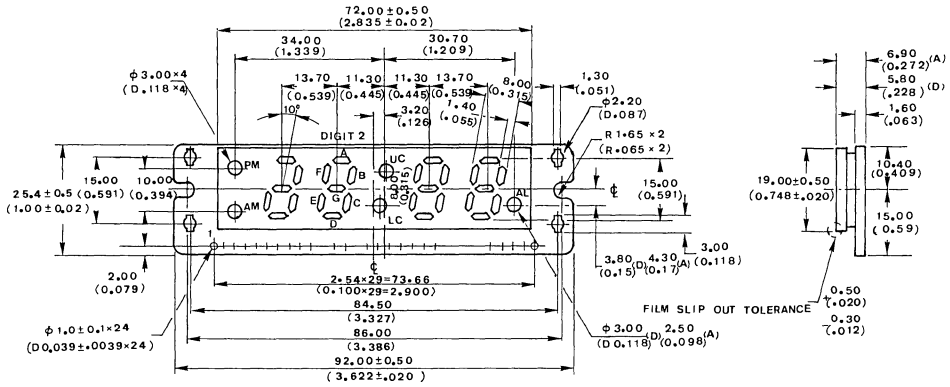 72.00±0.50
(2.835±0.02)
34.00
(1.339)
30.70
(1.209)
6.90
(0.272)(A)
5.80
(.228)(D)
1.60
(.063)
φ3.00×4
(D.118×4)
13.70
(0.539)
11.30
(0.445)
11.30
(0.445)
13.70
(0.539)
8.00
(0.315)
1.30
(.051)
3.20
(.126)
1.40
(.055)
φ2.20
(D.087)
10°
DIGIT 2
R1.65×2
(R.065×2)
PM
A
F
B
G
E
C
D
UC
8.00
(0.315)
AM
LC
AL
25.4±0.5
(1.00±0.02)
15.00
(0.591)
10.00
(0.394)
℄
15.00
(0.591)
19.00±0.50
(0.748±0.020)
10.40
(0.409)
15.00
(0.59)
1
2.00
(0.079)
℄
3.80
(0.15)(D)
4.30
(0.17)(A)
3.00
(0.118)
2.54×29=73.66
(0.100×29=2.900)
84.50
(3.327)
FILM SLIP OUT TOLERANCE
+0.50
(.020)
0.30
(0.012)
φ1.0±0.1×24
(D0.039±.0039×24)
86.00
(3.386)
φ3.00
(D0.118)(D)
2.50
(0.098)(A)
92.00±0.50
(3.622±.020)